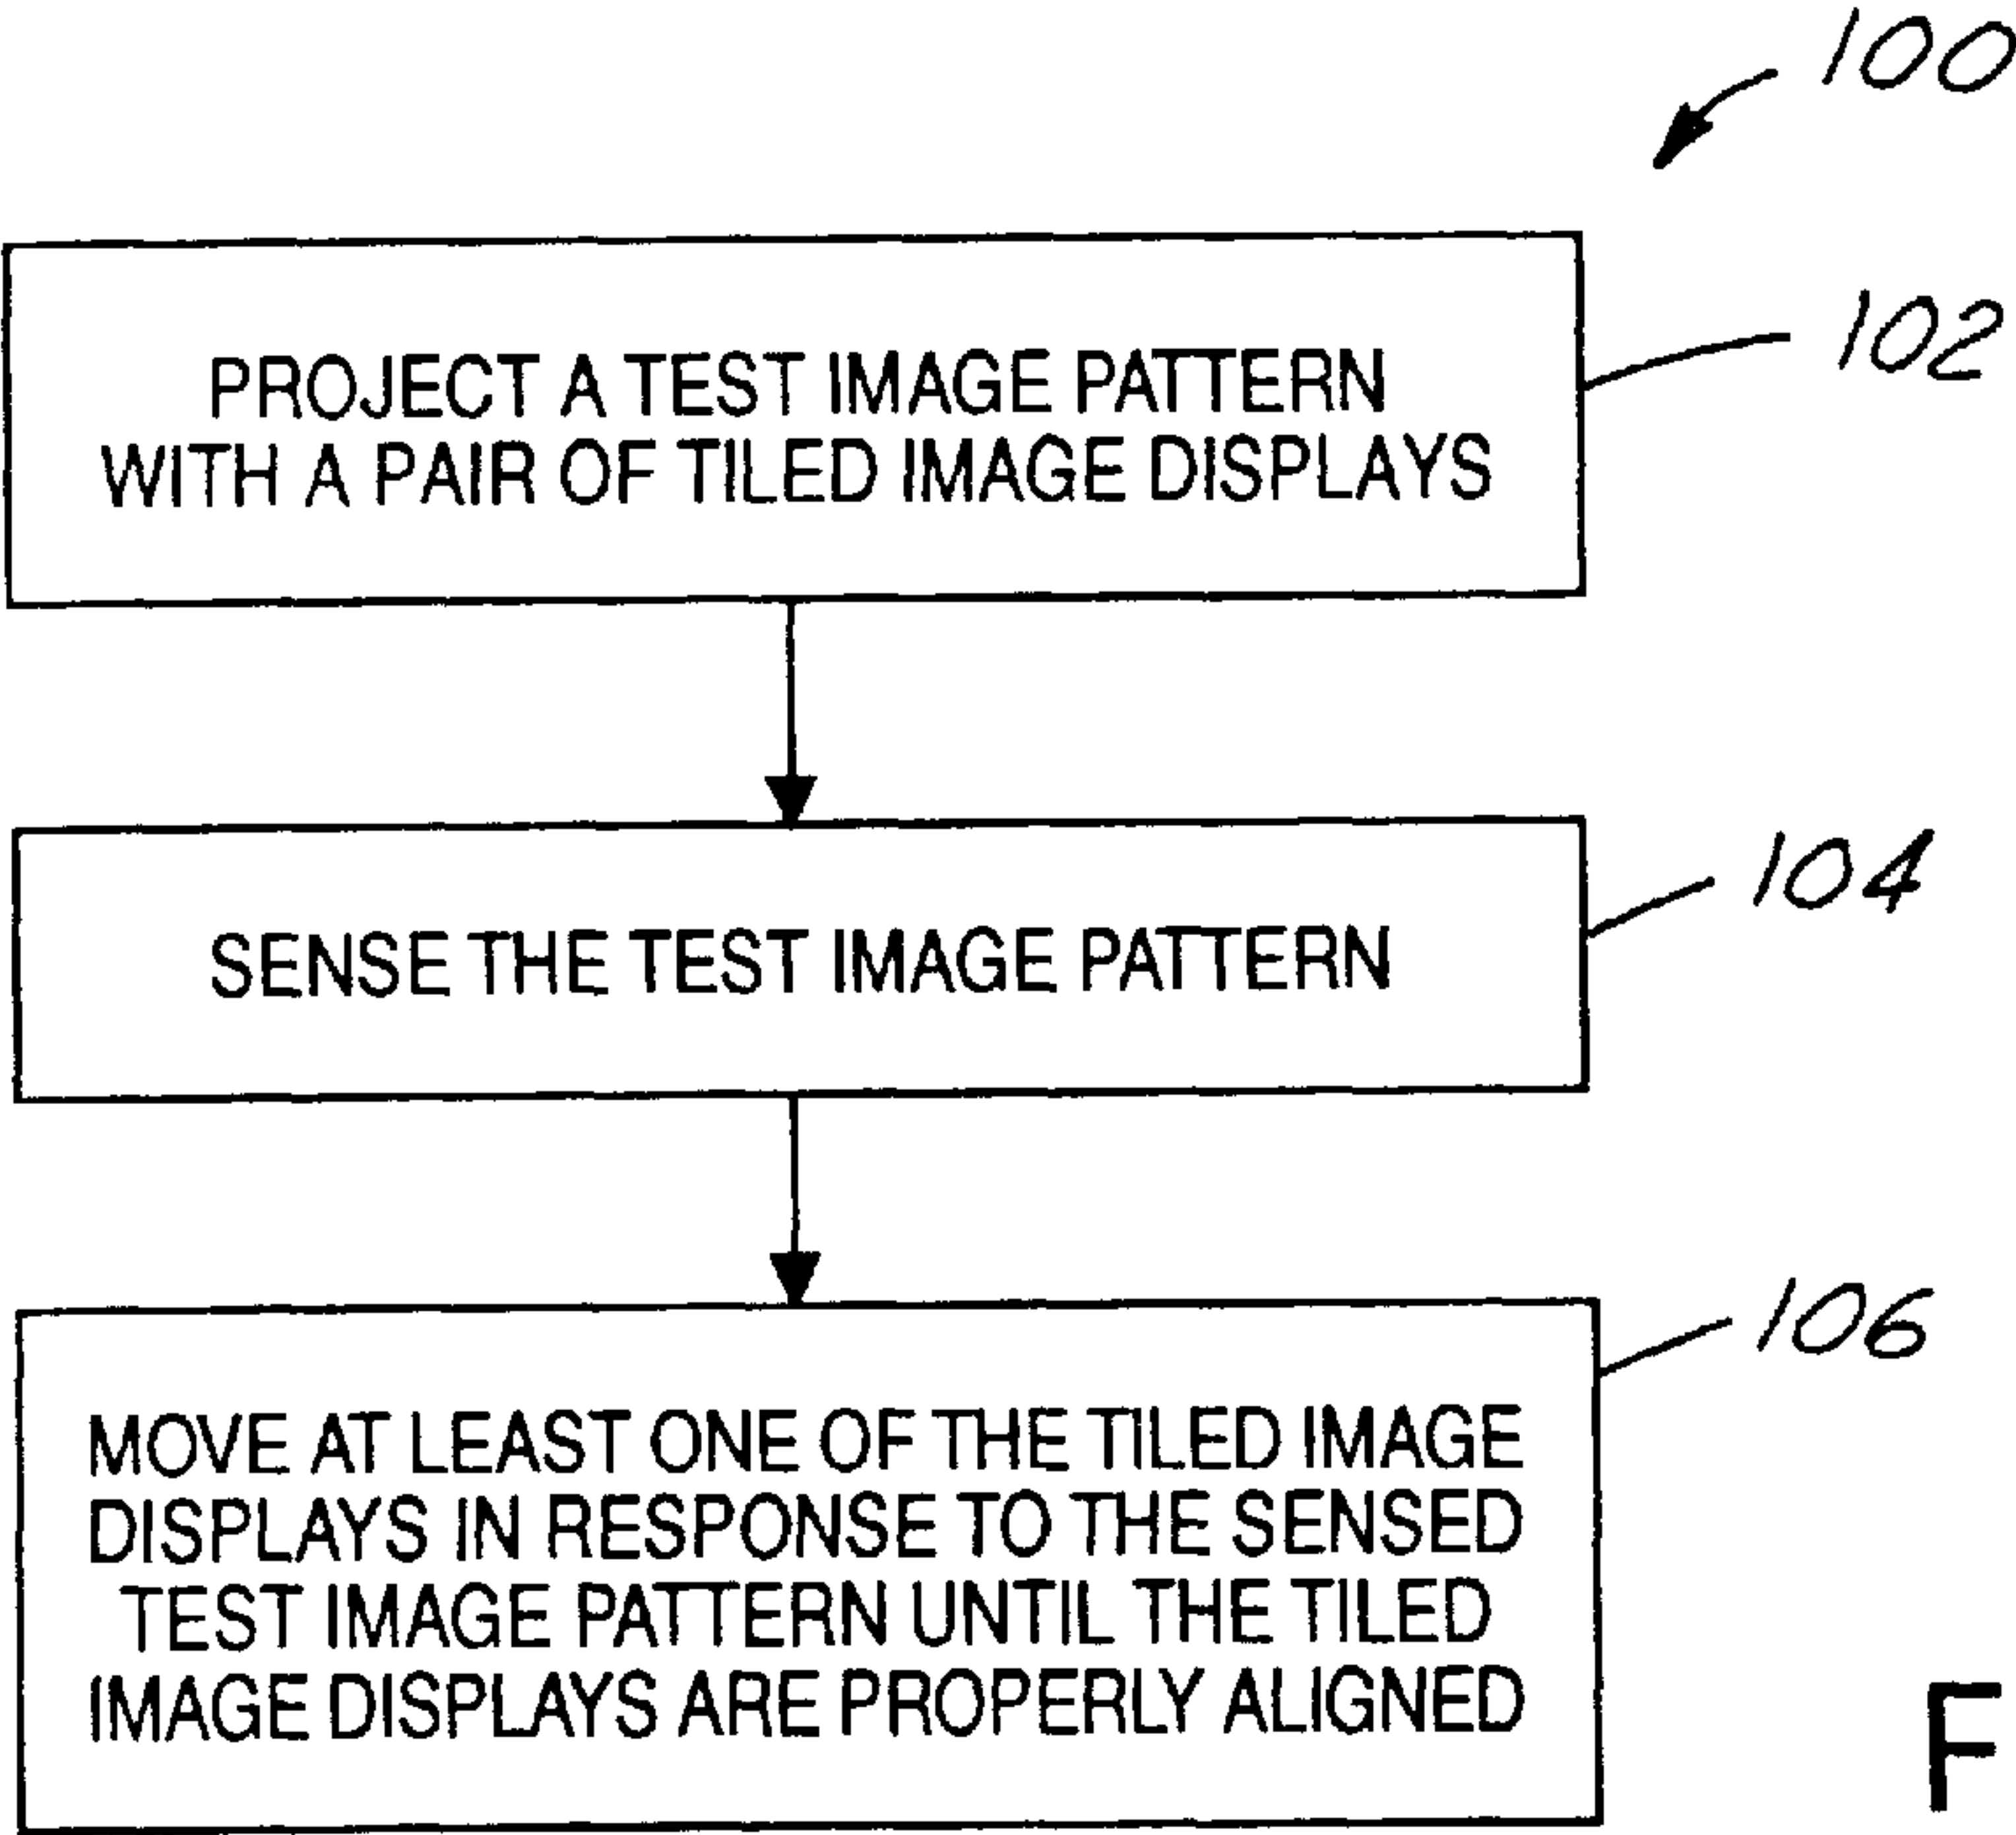 100
102
PROJECT A TEST IMAGE PATTERN
WITH A PAIR OF TILED IMAGE DISPLAYS
104
SENSE THE TEST IMAGE PATTERN
106
MOVE AT LEAST ONE OF THE TILED IMAGE
DISPLAYS IN RESPONSE TO THE SENSED
TEST IMAGE PATTERN UNTIL THE TILED
IMAGE DISPLAYS ARE PROPERLY ALIGNED
F